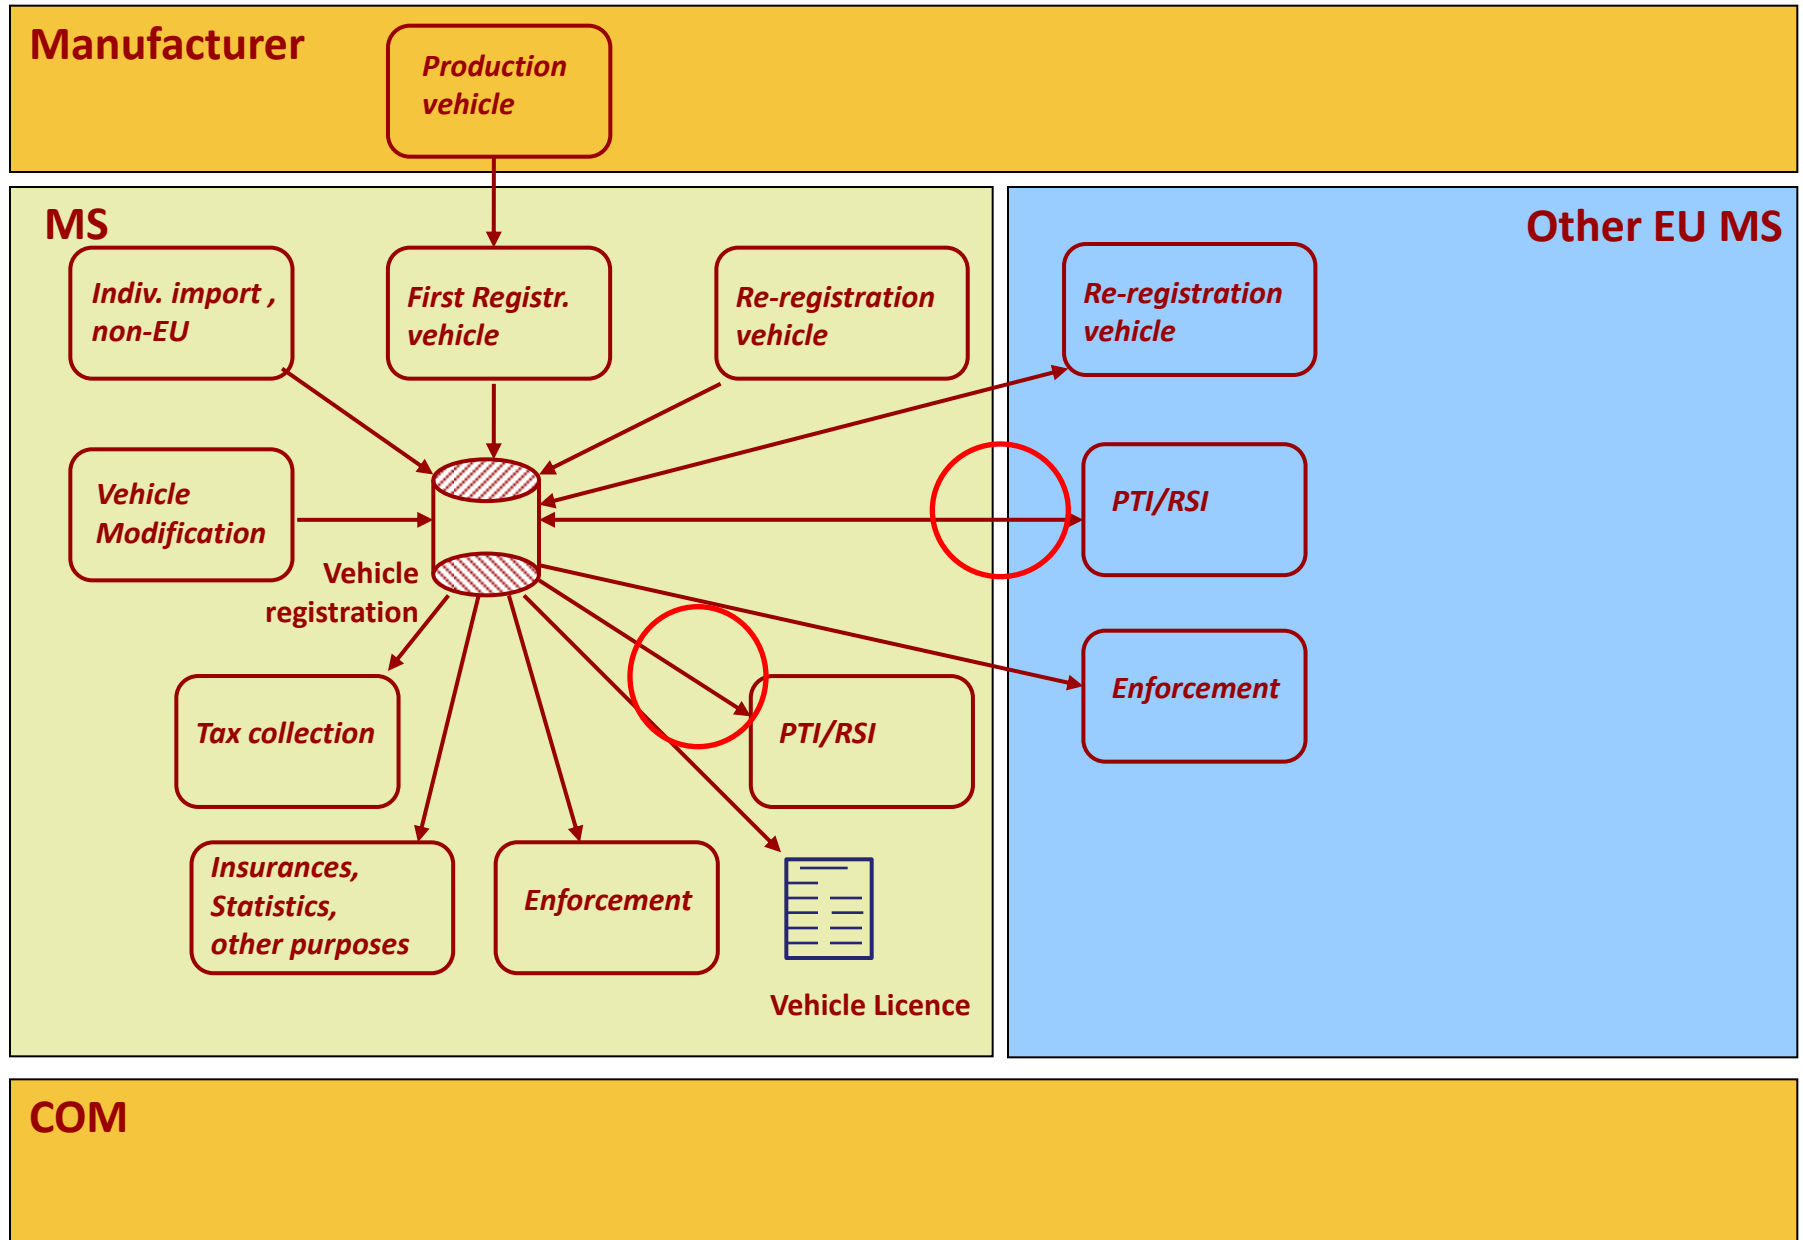 Manufacturer
Production
vehicle
MS
Other EU MS
Indiv. import ,
non-EU
First Registr.
vehicle
Re-registration
vehicle
Re-registration
vehicle
Vehicle
Modification
PTI/RSI
Vehicle
registration
Tax collection
PTI/RSI
Enforcement
Insurances,
Statistics,
other purposes
Enforcement
Vehicle Licence
COM